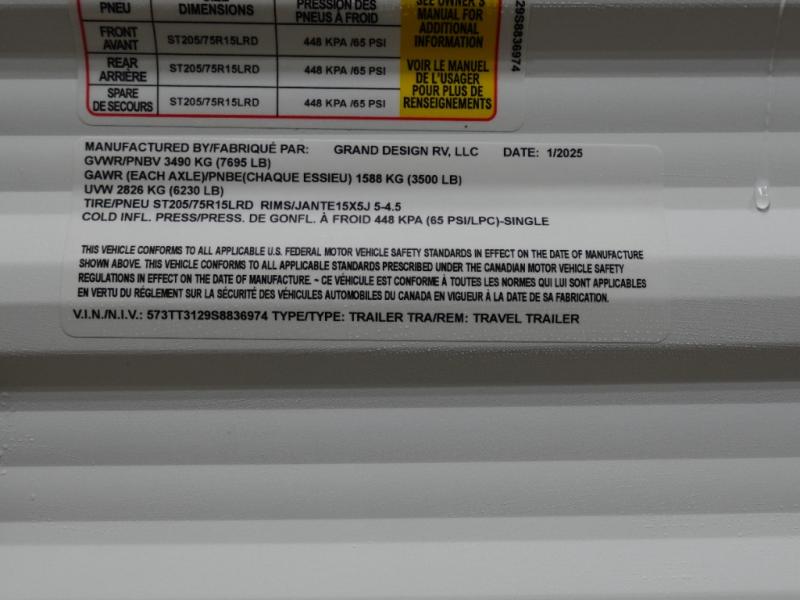 PNEU DIMENSIONS PRESSION DES PNEUS À FROID
SEE OWNER'S MANUAL FOR ADDITIONAL INFORMATION
FRONT AVANT ST205/75R15LRD 448 KPA /65 PSI
REAR ARRIÈRE ST205/75R15LRD 448 KPA /65 PSI
SPARE DE SECOURS ST205/75R15LRD 448 KPA /65 PSI
VOIR LE MANUEL DE L'USAGER POUR PLUS DE RENSEIGNEMENTS
29S8836974
MANUFACTURED BY/FABRIQUÉ PAR: GRAND DESIGN RV, LLC DATE: 1/2025
GVWR/PNBV 3490 KG (7695 LB)
GAWR (EACH AXLE)/PNBE(CHAQUE ESSIEU) 1588 KG (3500 LB)
UVW 2826 KG (6230 LB)
TIRE/PNEU ST205/75R15LRD RIMS/JANTE15X5J 5-4.5
COLD INFL. PRESS/PRESS. DE GONFL. À FROID 448 KPA (65 PSI/LPC)-SINGLE
THIS VEHICLE CONFORMS TO ALL APPLICABLE U.S. FEDERAL MOTOR VEHICLE SAFETY STANDARDS IN EFFECT ON THE DATE OF MANUFACTURE
SHOWN ABOVE. THIS VEHICLE CONFORMS TO ALL APPLICABLE STANDARDS PRESCRIBED UNDER THE CANADIAN MOTOR VEHICLE SAFETY
REGULATIONS IN EFFECT ON THE DATE OF MANUFACTURE. ~ CE VÉHICULE EST CONFORME À TOUTES LES NORMES QUI LUI SONT APPLICABLES
EN VERTU DU RÉGLEMENT SUR LA SÉCURITÉ DES VÉHICULES AUTOMOBILES DU CANADA EN VIGUEUR À LA DATE DE SA FABRICATION.
V.I.N./N.I.V.: 573TT3129S8836974 TYPE/TYPE: TRAILER TRA/REM: TRAVEL TRAILER